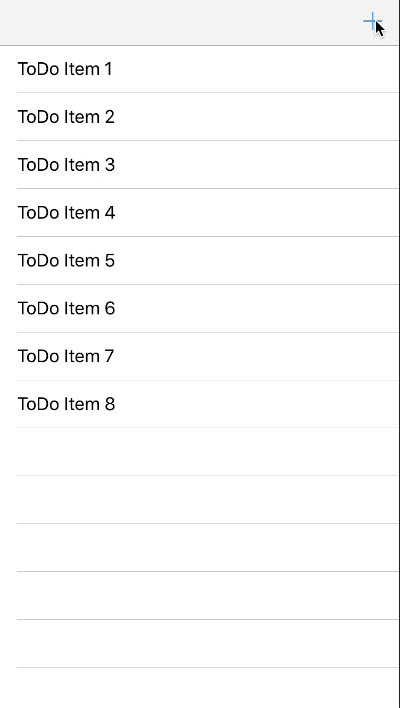 ToDo Item 1
ToDo Item 2
ToDo Item 3
ToDo Item 4
ToDo Item 5
ToDo Item 6
ToDo Item 7
ToDo Item 8